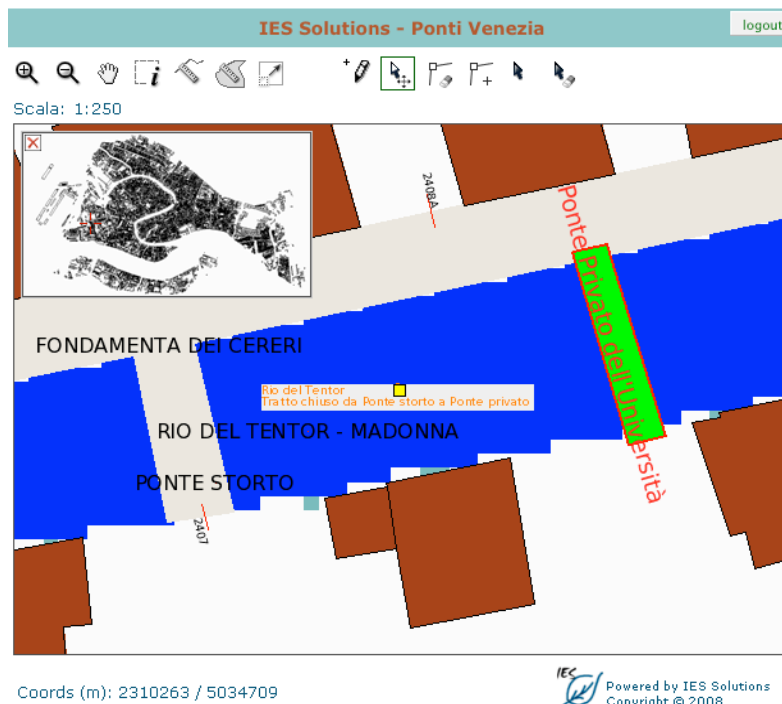 IES Solutions - Ponti Venezia
logout
Scala: 1:250
2408A
Ponte Privato dell'Università
FONDAMENTA DEI CERERI
Rio del Tentor
Tratto chiuso da Ponte storto a Ponte privato
RIO DEL TENTOR - MADONNA
PONTE STORTO
2407
Coords (m): 2310263 / 5034709
IES
Powered by IES Solutions
Copyright © 2008